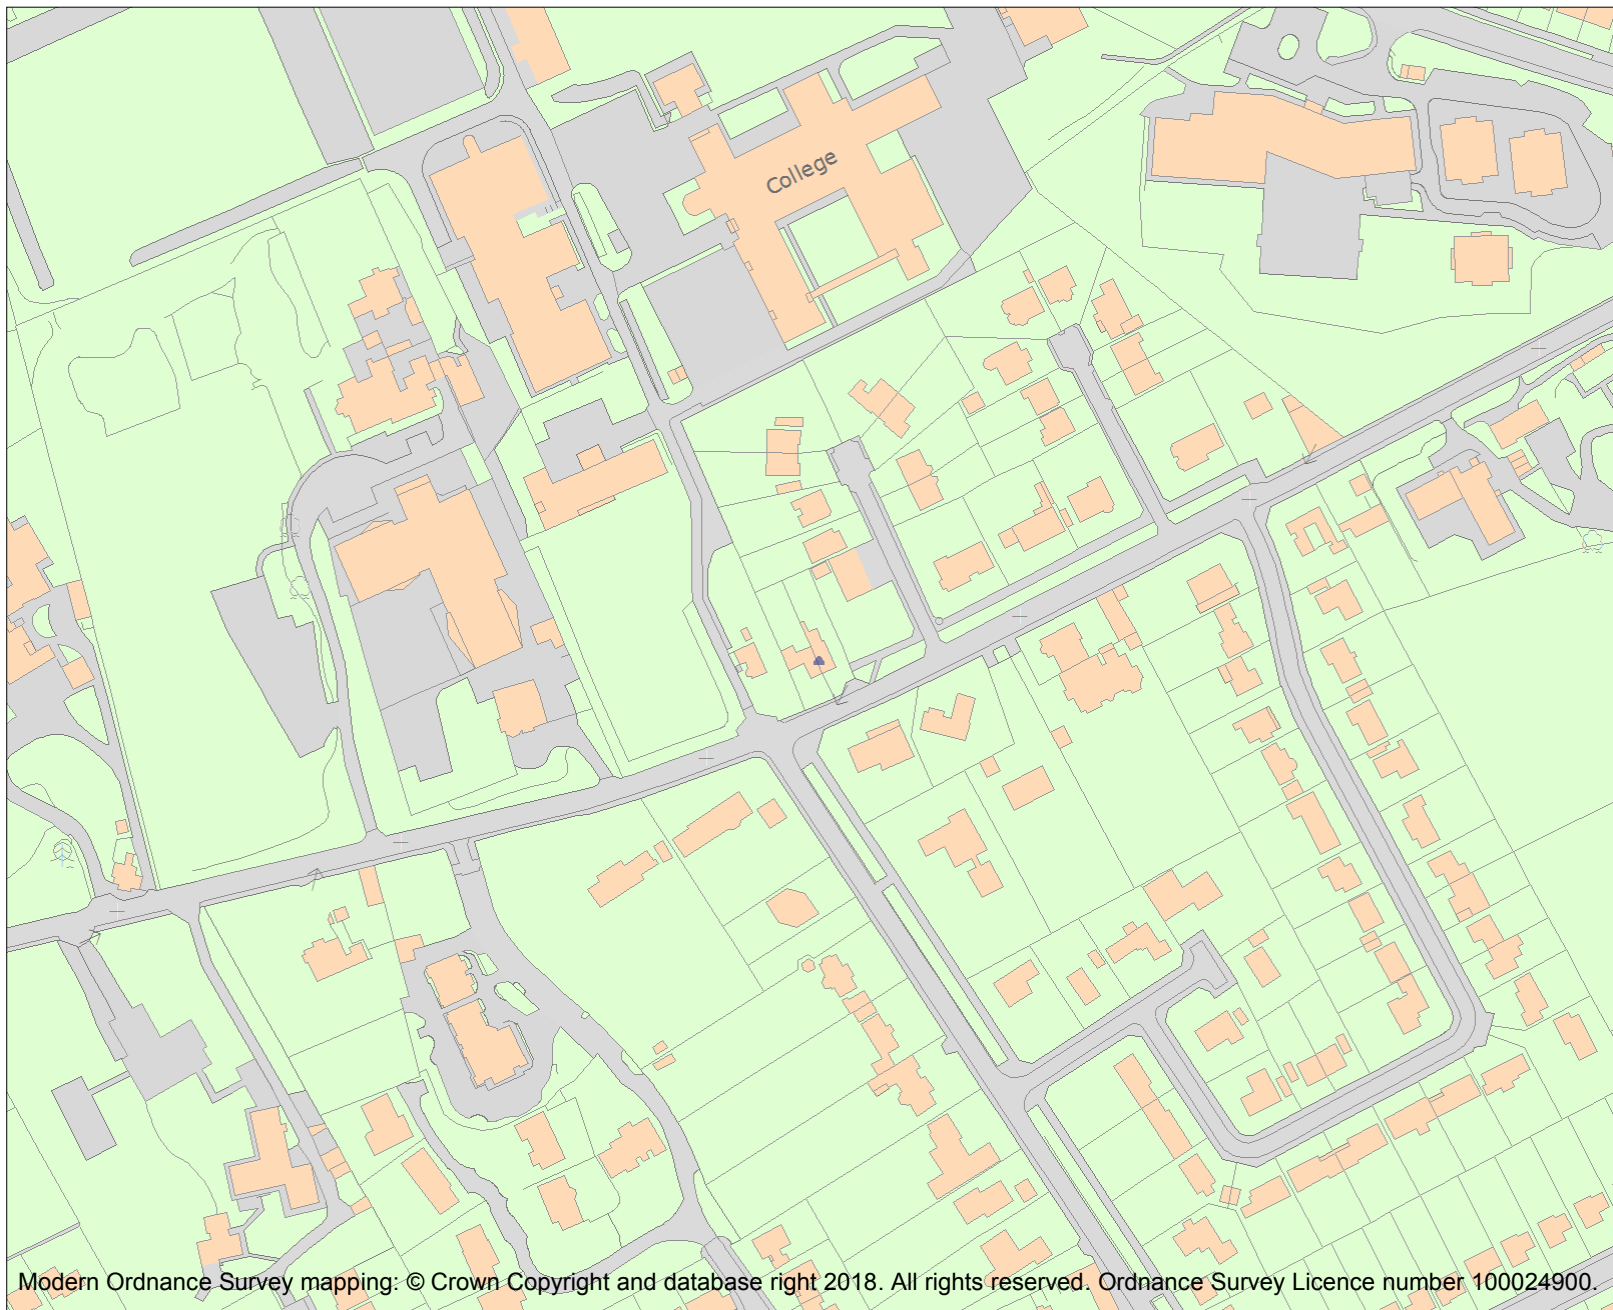 College
Modern Ordnance Survey mapping: © Crown Copyright and database right 2018. All rights reserved. Ordnance Survey Licence number 100024900.